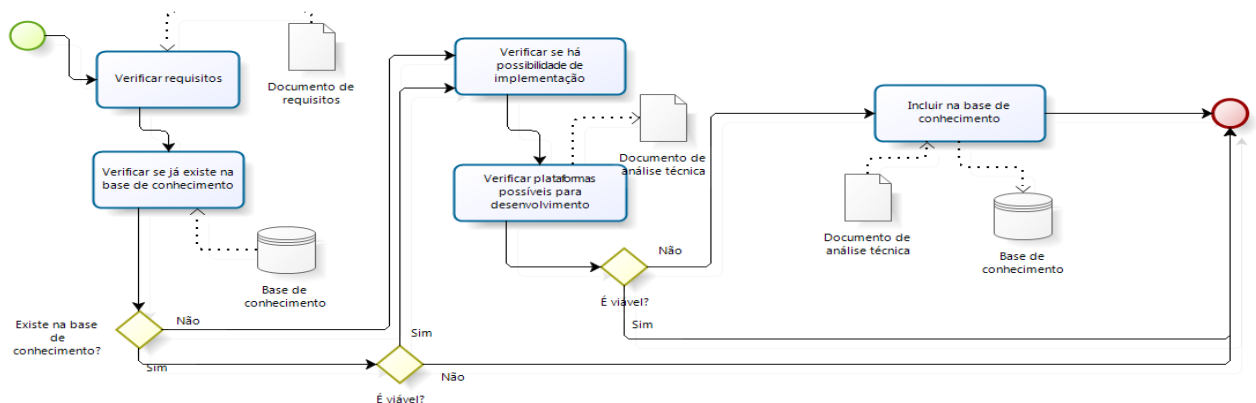 Verificar requisitos
Documento de
requisitos
Verificar se já existe na
base de conhecimento
Base de
conhecimento
Existe na base
de
conhecimento?
Não
Sim
É viável?
Sim
Não
Verificar se há
possibilidade de
implementação
Documento de
análise técnica
Verificar plataformas
possíveis para
desenvolvimento
É viável?
Não
Sim
Incluir na base de
conhecimento
Documento de
análise técnica
Base de
conhecimento